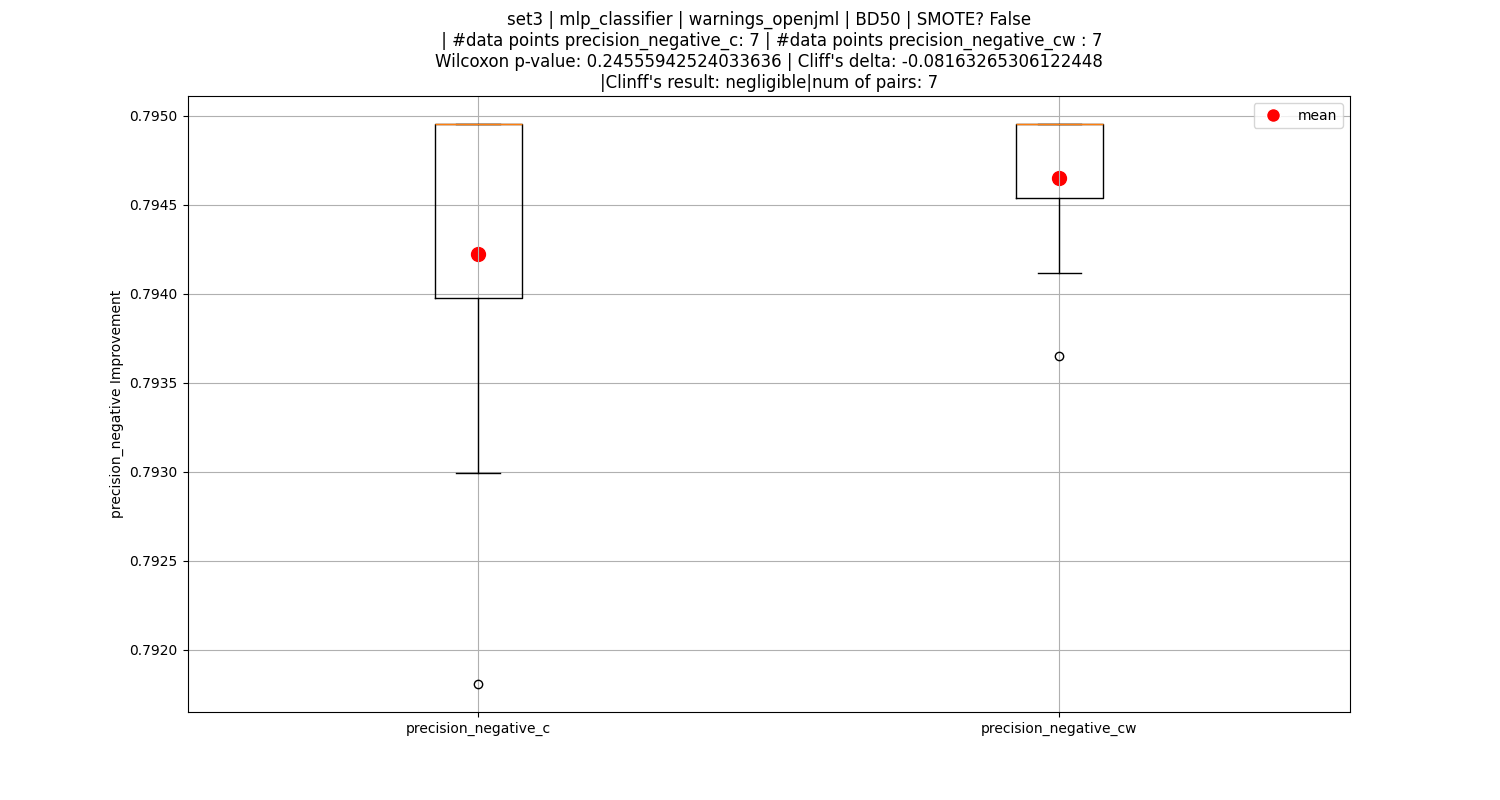 set3 | mlp_classifier | warnings_openjml | BD50 | SMOTE? False
| #data points precision_negative_c: 7 | #data points precision_negative_cw : 7
Wilcoxon p-value: 0.24555942524033636 | Cliff's delta: -0.08163265306122448
|Clinff's result: negligible|num of pairs: 7
mean
0.7950
0.7945
0.7940
0.7935
0.7930
0.7925
0.7920
precision_negative Improvement
precision_negative_c
precision_negative_cw